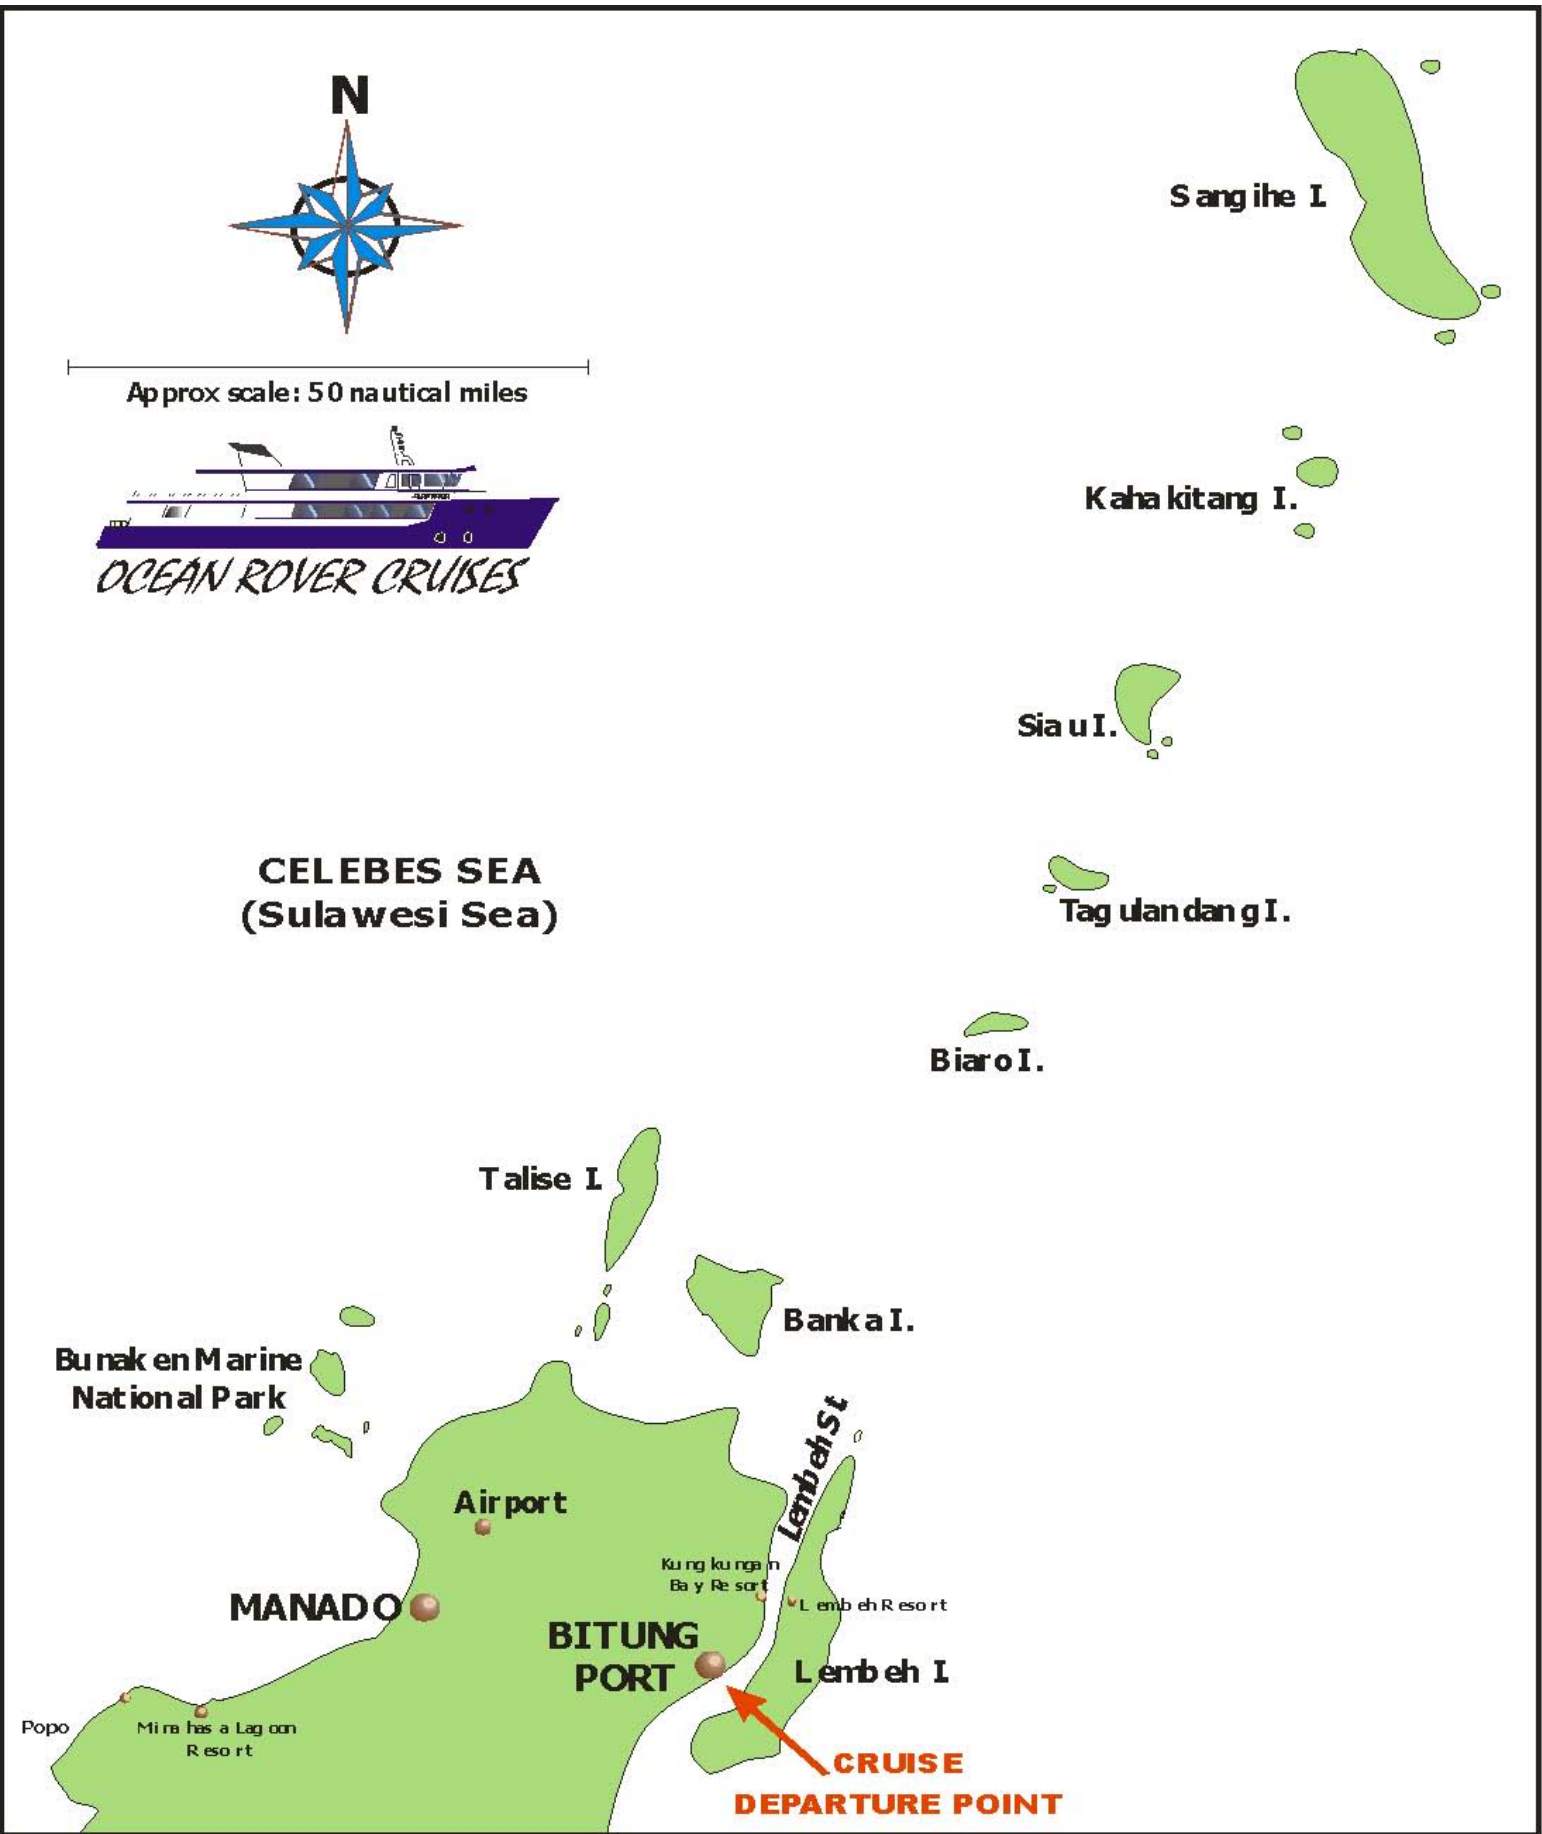 N
Sangihe I.
Approx scale: 50 nautical miles
OCEAN ROVER CRUISES
Kahakitang I.
Siau I.
CELEBES SEA
(Sulawesi Sea)
Tagulandang I.
Biaro I.
Talise I.
Banka I.
Bunaken Marine
National Park
Lembeh St
Airport
Kungkungan
Bay Resort
MANADO
Lembeh Resort
BITUNG
PORT
Lembeh I.
Popo
Mirahasa Lagoon
Resort
CRUISE
DEPARTURE POINT